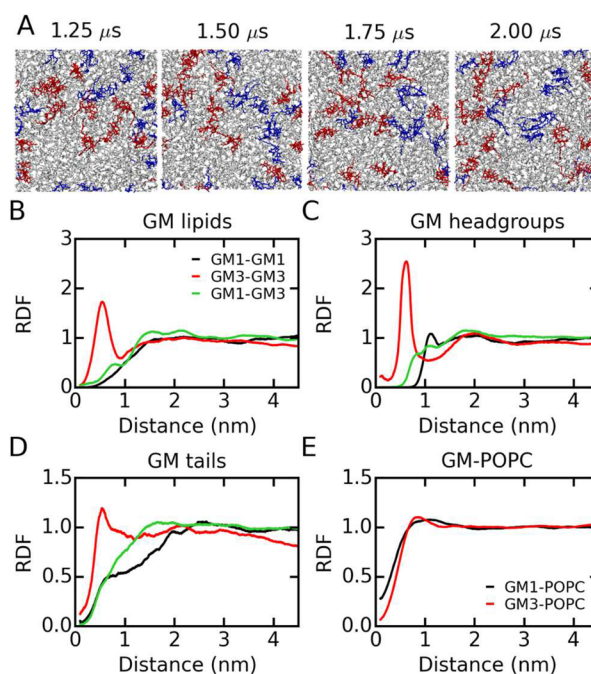 A
1.25 μs 1.50 μs 1.75 μs 2.00 μs
B
GM lipids
3
2
1
0
RDF
GM1-GM1
GM3-GM3
GM1-GM3
0 1 2 3 4
Distance (nm)
C
GM headgroups
3
2
1
0
RDF
0 1 2 3 4
Distance (nm)
D
GM tails
1.5
1.0
0.5
0.0
RDF
0 1 2 3 4
Distance (nm)
E
GM-POPC
1.5
1.0
0.5
0.0
RDF
GM1-POPC
GM3-POPC
0 1 2 3 4
Distance (nm)